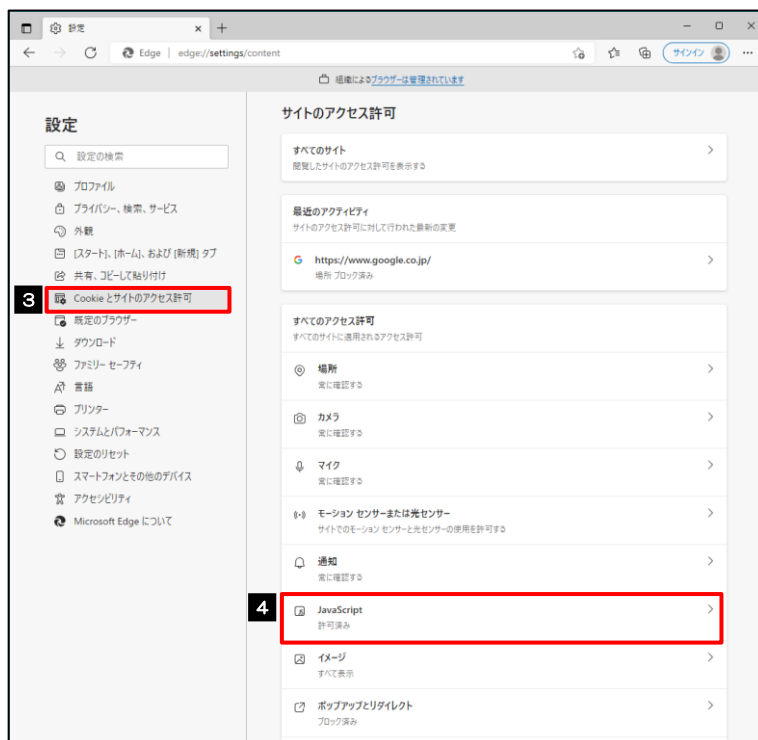 設定
Edge
edge://settings/content
サインイン
組織によるブラウザーは管理されています
設定
設定の検索
プロファイル
プライバシー、検索、サービス
外観
[スタート]、[ホーム]、および [新規] タブ
共有、コピーして貼り付け
3
Cookie とサイトのアクセス許可
既定のブラウザー
ダウンロード
ファミリー セーフティ
言語
プリンター
システムとパフォーマンス
設定のリセット
スマートフォンとその他のデバイス
アクセシビリティ
Microsoft Edge について
サイトのアクセス許可
すべてのサイト
閲覧したサイトのアクセス許可を表示する
最近のアクティビティ
サイトのアクセス許可に対して行われた最新の変更
https://www.google.co.jp/
場所 ブロック済み
すべてのアクセス許可
すべてのサイトに適用されるアクセス許可
場所
常に確認する
カメラ
常に確認する
マイク
常に確認する
モーション センサーまたは光センサー
サイトでのモーション センサーと光センサーの使用を許可する
通知
常に確認する
4
JavaScript
許可済み
イメージ
すべて表示
ポップアップとリダイレクト
ブロック済み